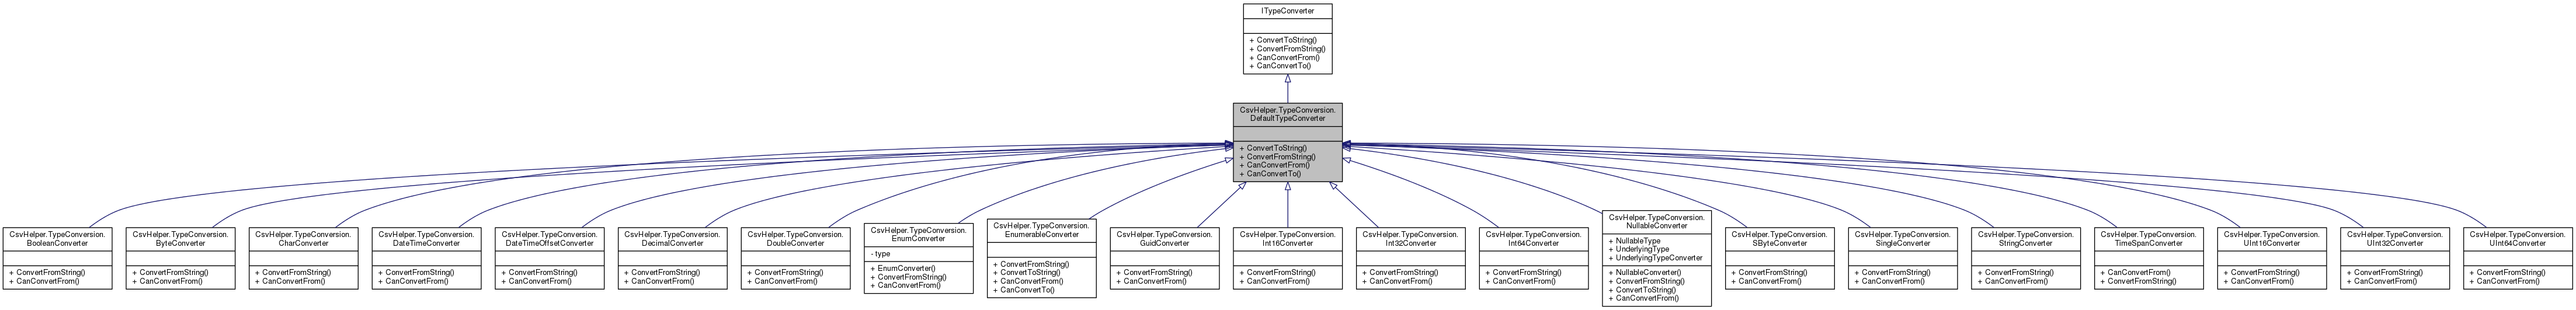 ITypeConverter
+ ConvertToString()
+ ConvertFromString()
+ CanConvertFrom()
+ CanConvertTo()
CsvHelper.TypeConversion.
DefaultTypeConverter
+ ConvertToString()
+ ConvertFromString()
+ CanConvertFrom()
+ CanConvertTo()
CsvHelper.TypeConversion.
BooleanConverter
+ ConvertFromString()
+ CanConvertFrom()
CsvHelper.TypeConversion.
ByteConverter
+ ConvertFromString()
+ CanConvertFrom()
CsvHelper.TypeConversion.
CharConverter
+ ConvertFromString()
+ CanConvertFrom()
CsvHelper.TypeConversion.
DateTimeConverter
+ ConvertFromString()
+ CanConvertFrom()
CsvHelper.TypeConversion.
DateTimeOffsetConverter
+ ConvertFromString()
+ CanConvertFrom()
CsvHelper.TypeConversion.
DecimalConverter
+ ConvertFromString()
+ CanConvertFrom()
CsvHelper.TypeConversion.
DoubleConverter
+ ConvertFromString()
+ CanConvertFrom()
CsvHelper.TypeConversion.
EnumConverter
- type
+ EnumConverter()
+ ConvertFromString()
+ CanConvertFrom()
CsvHelper.TypeConversion.
EnumerableConverter
+ ConvertFromString()
+ ConvertToString()
+ CanConvertFrom()
+ CanConvertTo()
CsvHelper.TypeConversion.
GuidConverter
+ ConvertFromString()
+ CanConvertFrom()
CsvHelper.TypeConversion.
Int16Converter
+ ConvertFromString()
+ CanConvertFrom()
CsvHelper.TypeConversion.
Int32Converter
+ ConvertFromString()
+ CanConvertFrom()
CsvHelper.TypeConversion.
Int64Converter
+ ConvertFromString()
+ CanConvertFrom()
CsvHelper.TypeConversion.
NullableConverter
+ NullableType
+ UnderlyingType
+ UnderlyingTypeConverter
+ NullableConverter()
+ ConvertFromString()
+ ConvertToString()
+ CanConvertFrom()
CsvHelper.TypeConversion.
SByteConverter
+ ConvertFromString()
+ CanConvertFrom()
CsvHelper.TypeConversion.
SingleConverter
+ ConvertFromString()
+ CanConvertFrom()
CsvHelper.TypeConversion.
StringConverter
+ ConvertFromString()
+ CanConvertFrom()
CsvHelper.TypeConversion.
TimeSpanConverter
+ CanConvertFrom()
+ ConvertFromString()
CsvHelper.TypeConversion.
UInt16Converter
+ ConvertFromString()
+ CanConvertFrom()
CsvHelper.TypeConversion.
UInt32Converter
+ ConvertFromString()
+ CanConvertFrom()
CsvHelper.TypeConversion.
UInt64Converter
+ ConvertFromString()
+ CanConvertFrom()